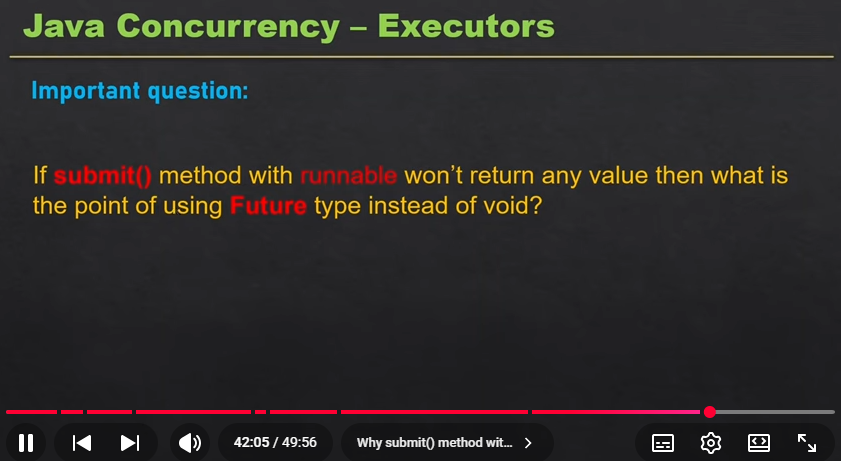 Java Concurrency – Executors
Important question:
If submit() method with runnable won't return any value then what is
the point of using Future type instead of void?
42:05 / 49:56
Why submit() method wit...